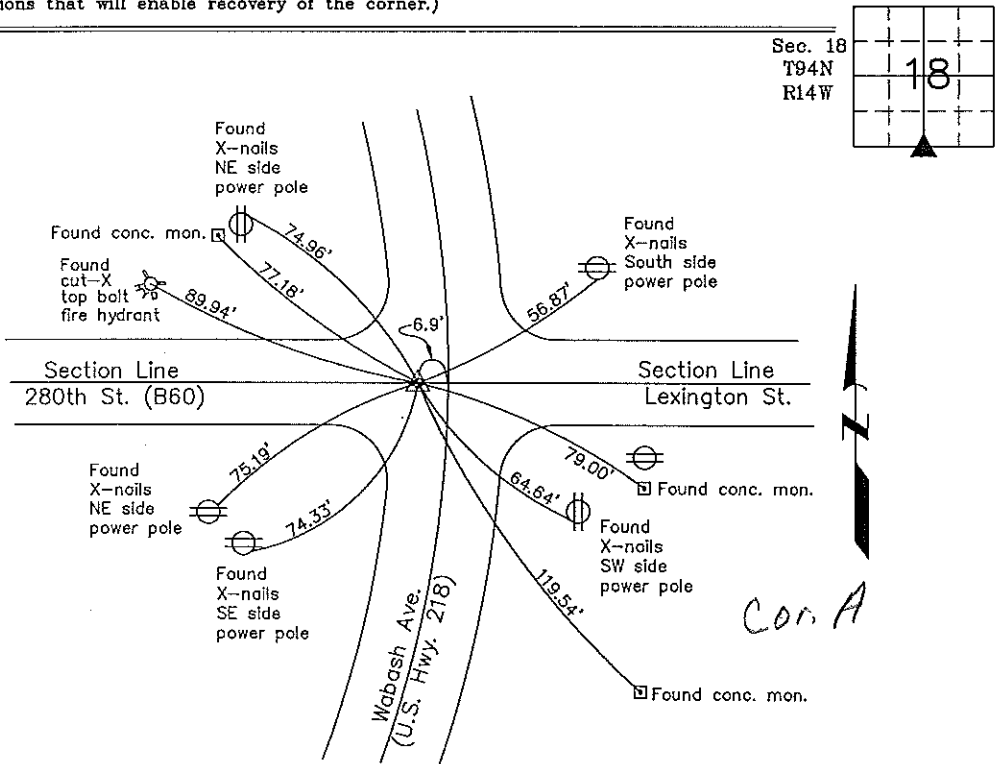 ions that will enable recovery of the corner.)
Sec. 18
T94N
R14W
18
Found
X-nails
NE side
power pole
Found conc. mon.
Found
cut-X
top bolt
fire hydrant
74.96'
77.18'
89.94'
6.9'
56.87'
Found
X-nails
South side
power pole
Section Line
280th St. (B60)
Section Line
Lexington St.
N
75.19'
74.33'
79.00'
64.64'
119.54'
Found
X-nails
NE side
power pole
Found
X-nails
SE side
power pole
Found conc. mon.
Found
X-nails
SW side
power pole
Wabash Ave.
(U.S. Hwy. 218)
Cor. A
Found conc. mon.